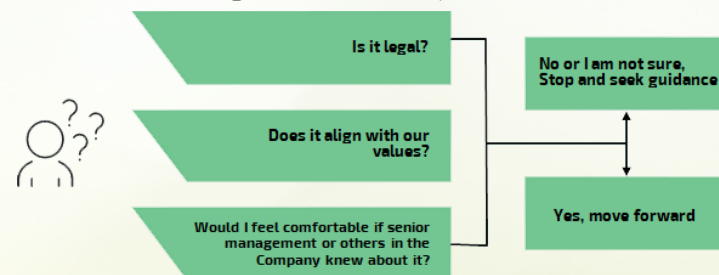 Is it legal?
Does it align with our
values?
Would I feel comfortable if senior
management or others in the
Company knew about it?
No or I am not sure,
Stop and seek guidance
Yes, move forward
? ? ?